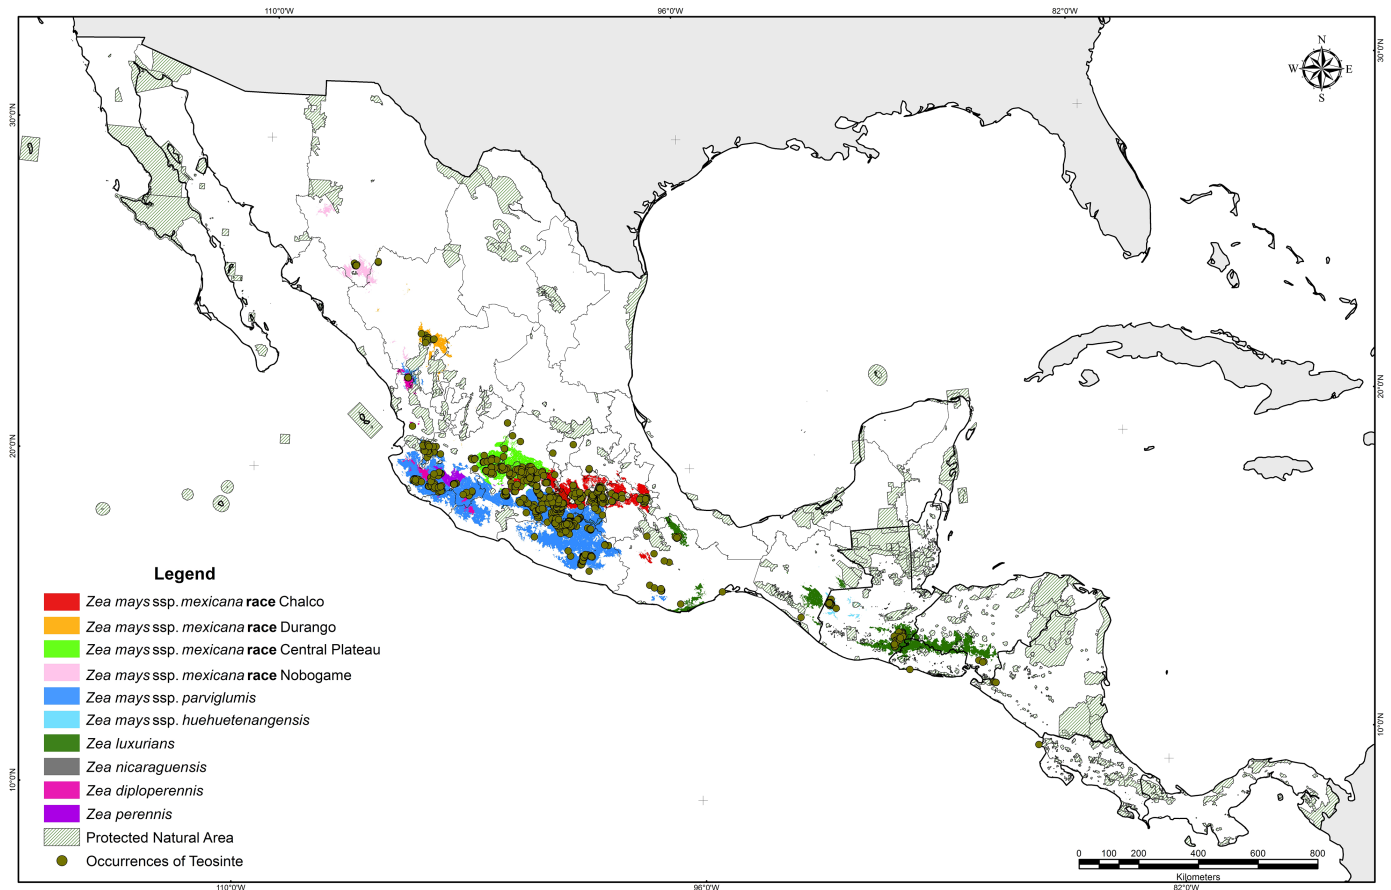 110°0'W 96°0'W 82°0'W
30°0'N
30°0'N
N
W E
S
20°0'N
20°0'N
10°0'N
10°0'N
Legend
Zea mays ssp. mexicana race Chalco
Zea mays ssp. mexicana race Durango
Zea mays ssp. mexicana race Central Plateau
Zea mays ssp. mexicana race Nobogame
Zea mays ssp. parviglumis
Zea mays ssp. huehuetenangensis
Zea luxurians
Zea nicaraguensis
Zea diploperennis
Zea perennis
Protected Natural Area
Occurrences of Teosinte
0 100 200 400 600 800
Kilometers
110°0'W 96°0'W 82°0'W